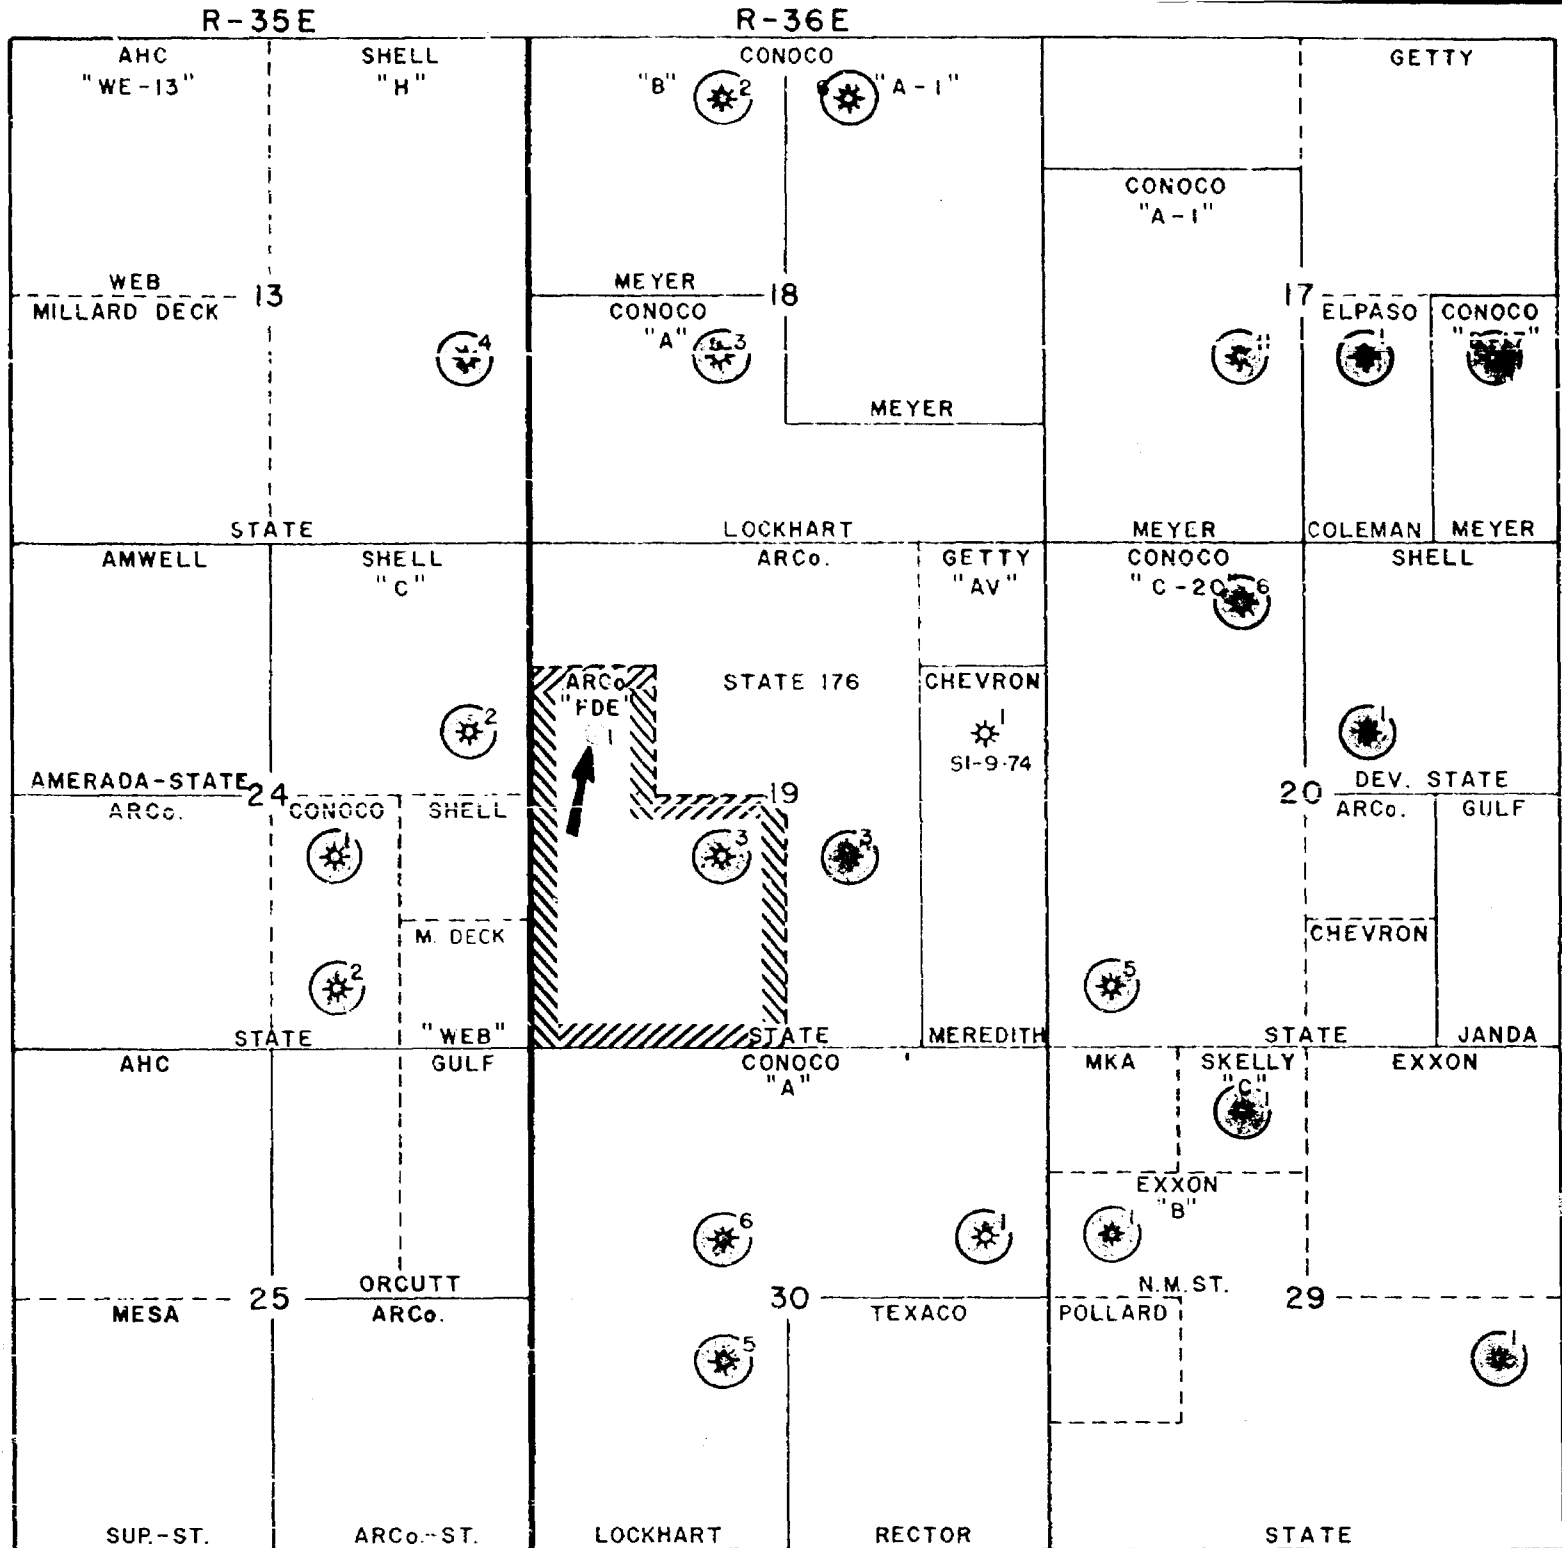 R-35E
R-36E
AHC
"WE-13"
SHELL
"H"
CONOCO
"B"
2
"A-1"
GETTY
CONOCO
"A-1"
WEB
MILLARD DECK
13
4
MEYER
CONOCO
"A"
3
18
MEYER
17
ELPASO
1
CONOCO
STATE
LOCKHART
MEYER
COLEMAN
MEYER
AMWELL
SHELL
"C"
ARCo.
GETTY
"AV"
CONOCO
"C-20
6
SHELL
ARCo
"FDE"
1
STATE 176
CHEVRON
1
SI-9-74
2
1
AMERADA-STATE
24
19
20
DEV. STATE
ARCo.
CONOCO
SHELL
ARCo.
GULF
1
3
3
M. DECK
CHEVRON
2
5
STATE
"WEB"
STATE
MEREDITH
STATE
JANDA
AHC
GULF
CONOCO
"A"
MKA
SKELLY
"C"
1
EXXON
EXXON
"B"
6
1
1
ORCUTT
N.M.ST.
MESA
25
ARCo.
30
TEXACO
POLLARD
29
5
1
SUP.-ST.
ARCo.-ST.
LOCKHART
RECTOR
STATE